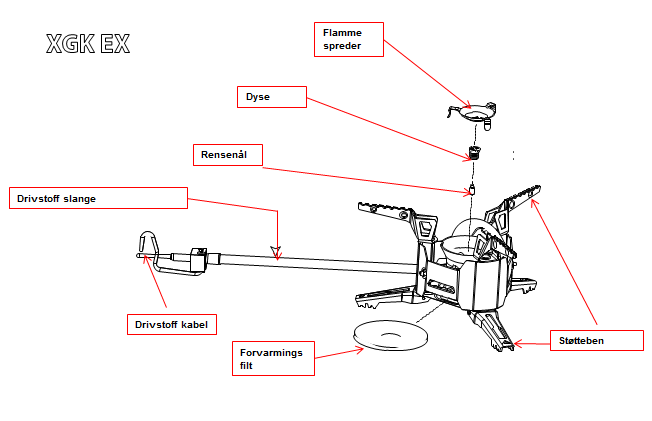 XGK EX
Flamme
spreder
Dyse
Rensenål
Drivstoff slange
Drivstoff kabel
Forvarmings
filt
Støtteben